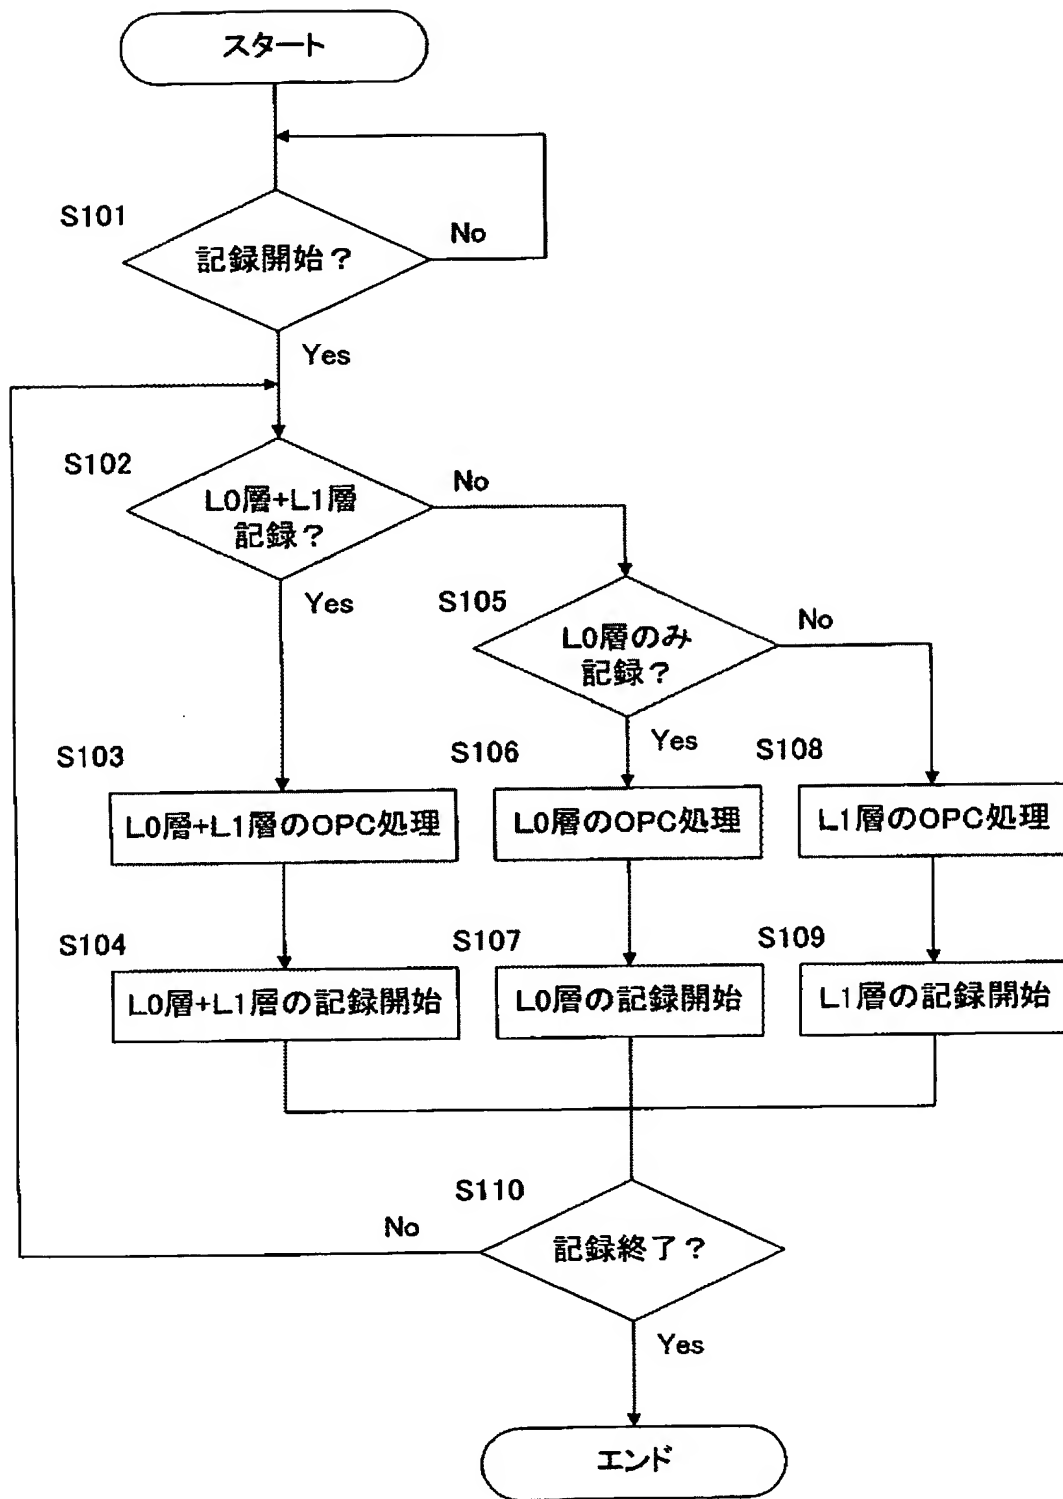 スタート
S101
記録開始？
No
Yes
S102
L0層+L1層
記録？
No
Yes
S105
L0層のみ
記録？
No
Yes
S103
L0層+L1層のOPC処理
S106
L0層のOPC処理
S108
L1層のOPC処理
S104
L0層+L1層の記録開始
S107
L0層の記録開始
S109
L1層の記録開始
S110
記録終了？
No
Yes
エンド